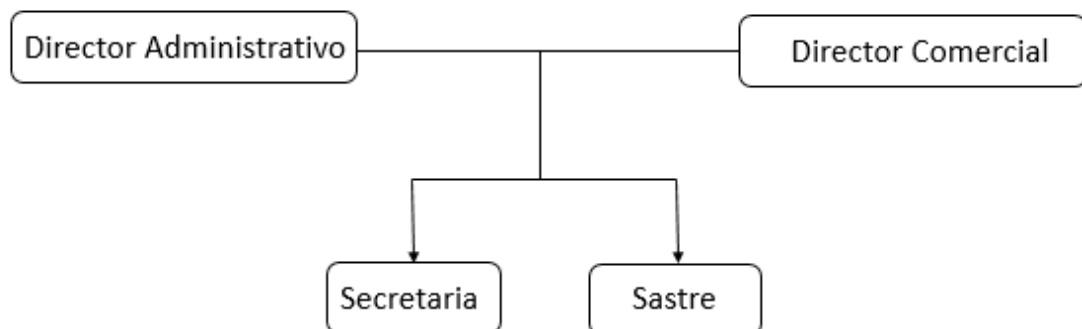 Director Administrativo
Director Comercial
Secretaria
Sastre